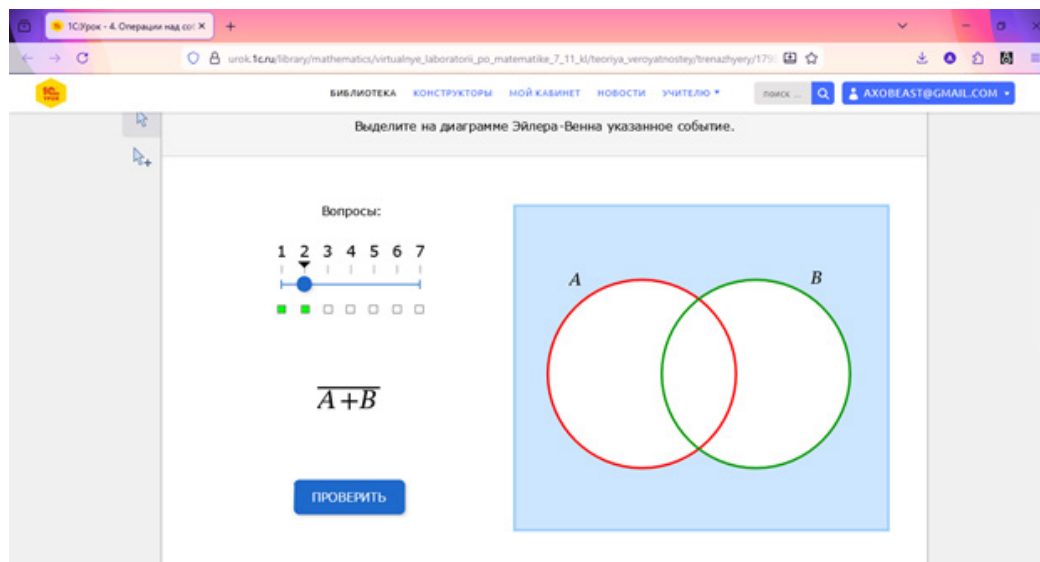 1С:Урок - 4. Операции над соб
urok.1c.ru/library/mathematics/virtualnye_laboratorii_po_matematike_7_11_kl/teoriya_veroyatnostey/trenazhyery/179
БИБЛИОТЕКА КОНСТРУКТОРЫ МОЙ КАБИНЕТ НОВОСТИ УЧИТЕЛЮ поиск ... AXOBEAST@GMAIL.COM
Выделите на диаграмме Эйлера-Венна указанное событие.
Вопросы:
1 2 3 4 5 6 7
A B
A+B
ПРОВЕРИТЬ